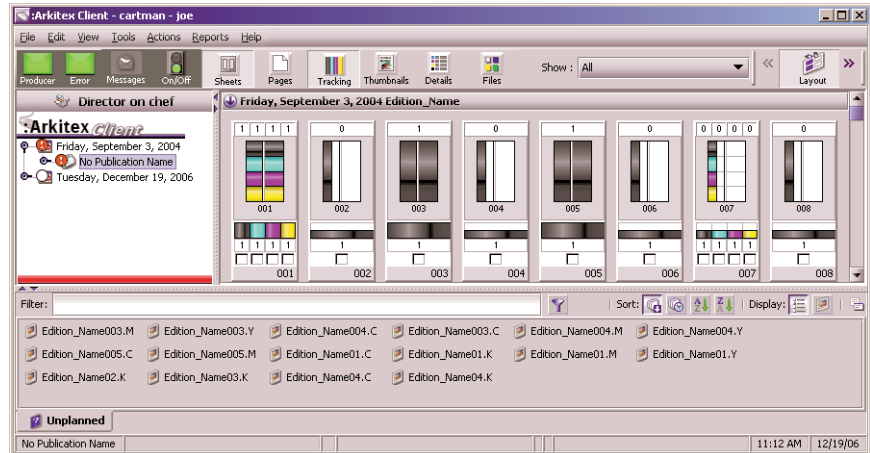 :Arkitex Client - cartman - joe
File Edit View Tools Actions Reports Help
Producer Error Messages On/Off Sheets Pages Tracking Thumbnails Details Files Show : All Layout
Director on chef
Friday, September 3, 2004 Edition_Name
:Arkitex Client
Friday, September 3, 2004
No Publication Name
Tuesday, December 19, 2006
1 1 1 1 0 1 0 1 0 0 0 0 0 0
001 002 003 004 005 006 007 008
1 1 1 1 1 1 1 1 1 1 1 1 1 1
001 002 003 004 005 006 007 008
Filter: Sort: Display:
Edition_Name003.M Edition_Name003.Y Edition_Name004.C Edition_Name003.C Edition_Name004.M Edition_Name004.Y
Edition_Name005.C Edition_Name005.M Edition_Name01.C Edition_Name01.K Edition_Name01.M Edition_Name01.Y
Edition_Name02.K Edition_Name03.K Edition_Name04.C Edition_Name04.K
Unplanned
No Publication Name 11:12 AM 12/19/06